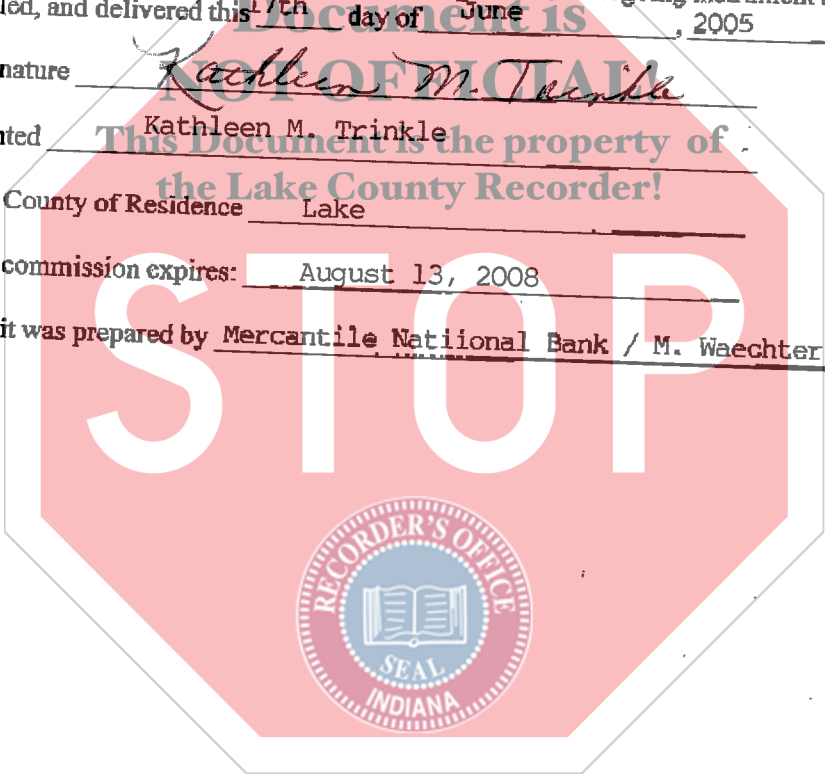 Document is
led, and delivered this 17th day of June, 2005
NOT OFFICIAL!
nature Kathleen M. Trinkle
This Document is the property of
nted Kathleen M. Trinkle
the Lake County Recorder!
County of Residence Lake
commission expires: August 13, 2008
it was prepared by Mercantile Natiional Bank / M. Waechter
STOP
RECORDER'S OFFICE
SEAL
INDIANA